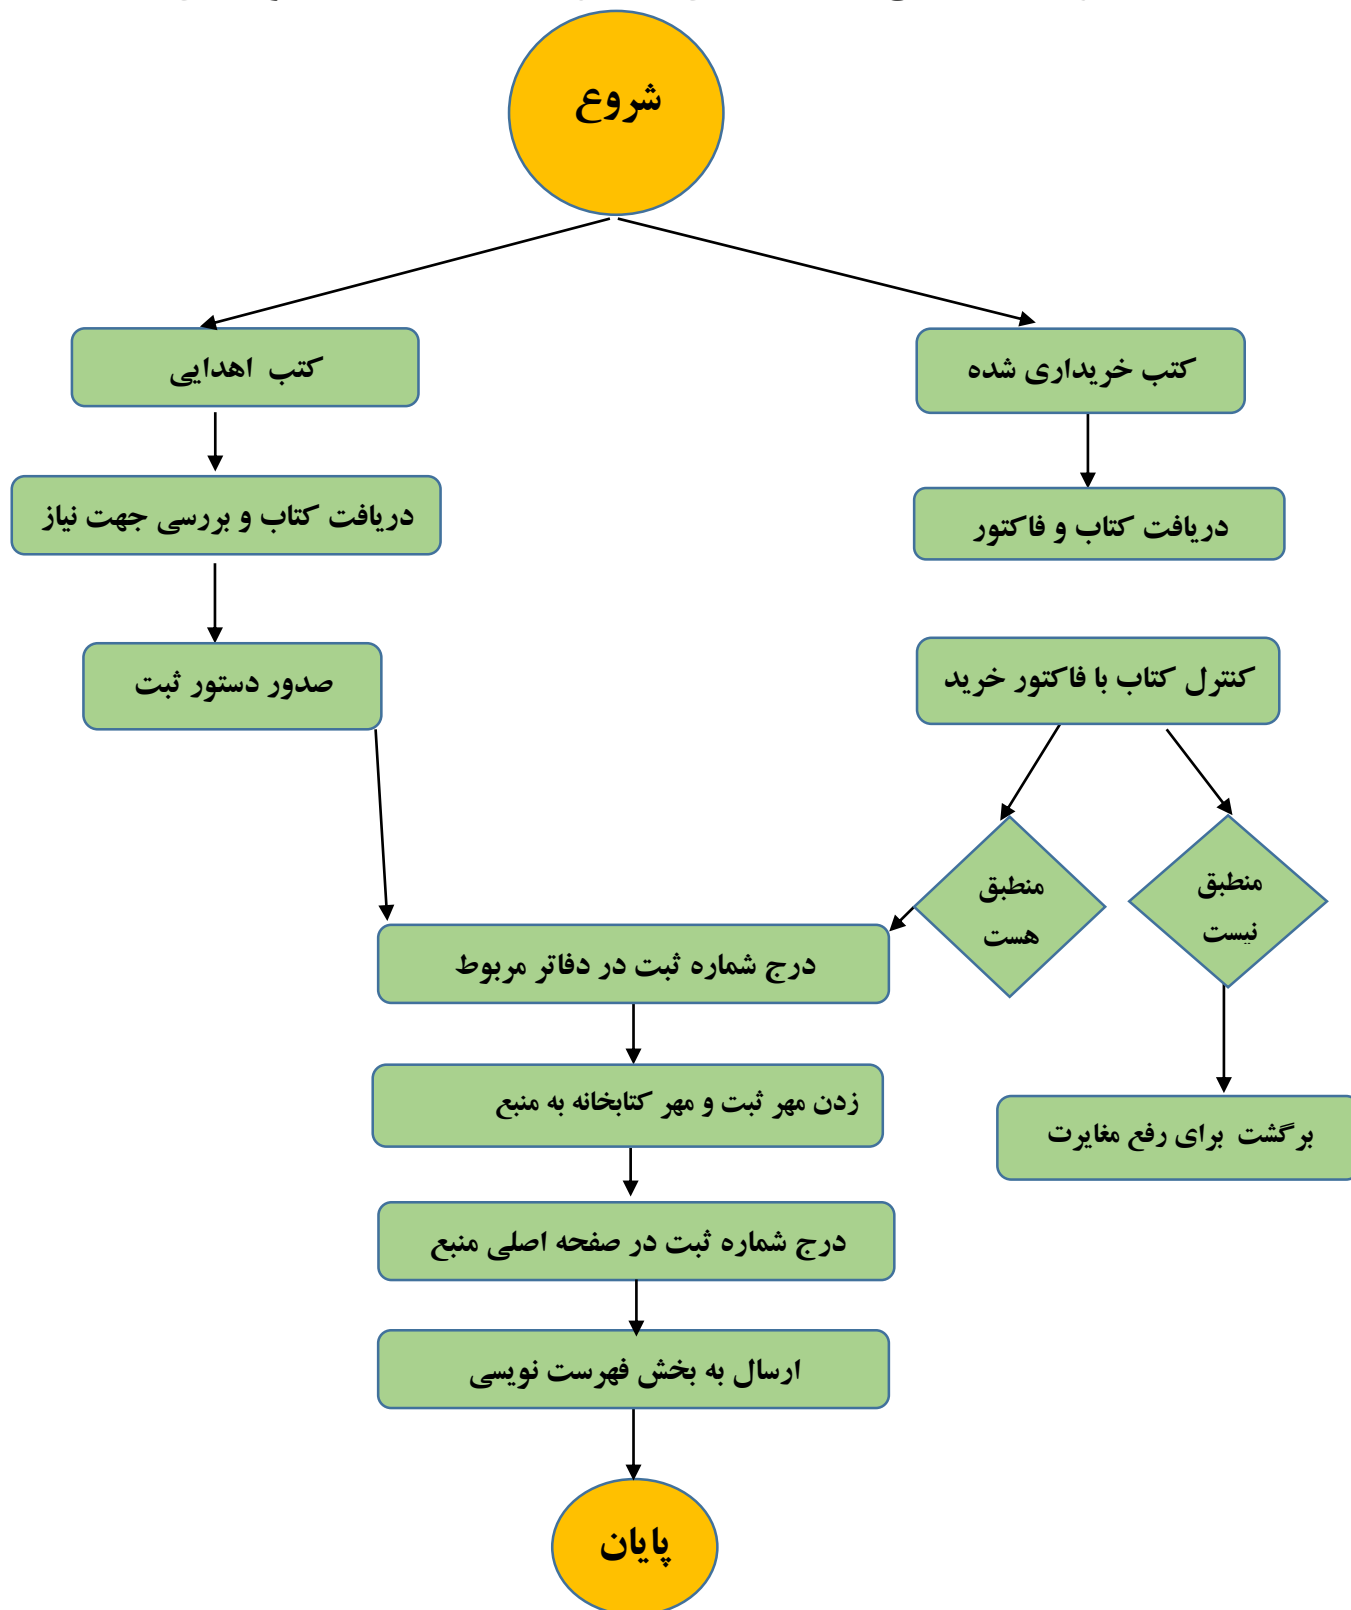 شروع
کتب خریداری شده
کتب اهدایی
دریافت کتاب و فاکتور
دریافت کتاب و بررسی جهت نیاز
کنترل کتاب با فاکتور خرید
صدور دستور ثبت
منطبق
نیست
منطبق
هست
درج شماره ثبت در دفاتر مربوط
زدن مهر ثبت و مهر کتابخانه به منبع
برگشت برای رفع مغایرت
درج شماره ثبت در صفحه اصلی منبع
ارسال به بخش فهرست نویسی
پایان